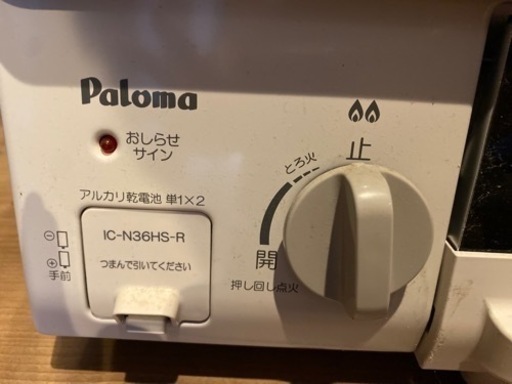 Paloma
おしらせ
サイン
アルカリ乾電池 単1×2
IC-N36HS-R
つまんで引いてください
⊖
⊕
手前
止
とろ火
開
押し回し点火